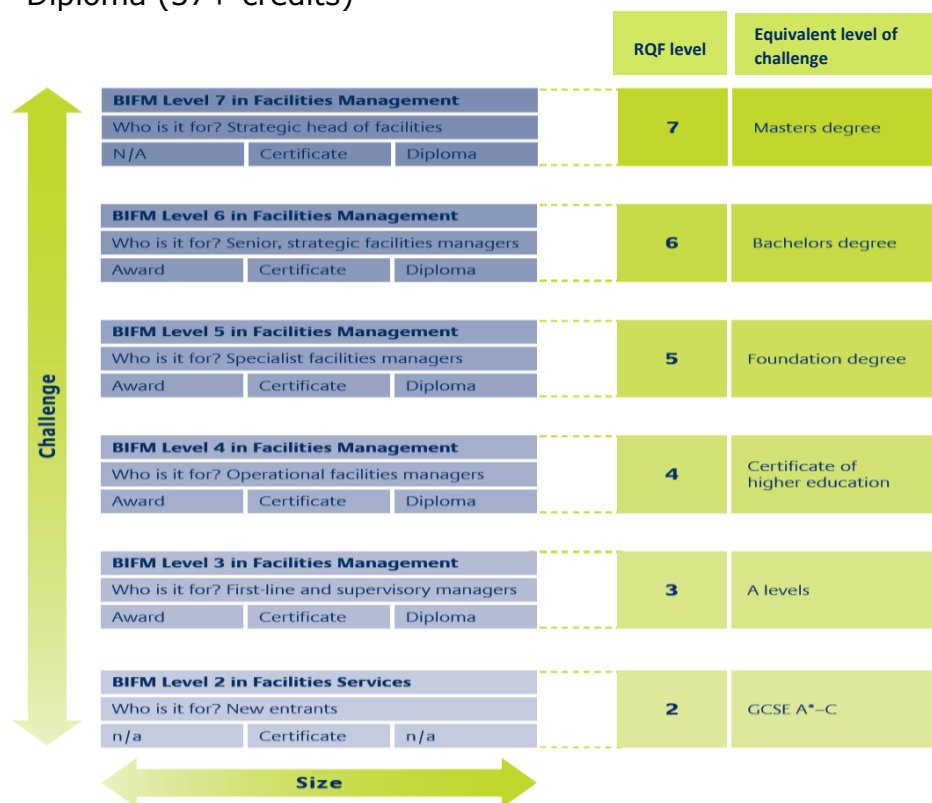 Diploma (37+ credits)
RQF level
Equivalent level of
challenge
BIFM Level 7 in Facilities Management
Who is it for? Strategic head of facilities
N/A Certificate Diploma
7
Masters degree
BIFM Level 6 in Facilities Management
Who is it for? Senior, strategic facilities managers
Award Certificate Diploma
6
Bachelors degree
BIFM Level 5 in Facilities Management
Who is it for? Specialist facilities managers
Award Certificate Diploma
5
Foundation degree
Challenge
BIFM Level 4 in Facilities Management
Who is it for? Operational facilities managers
Award Certificate Diploma
4
Certificate of
higher education
BIFM Level 3 in Facilities Management
Who is it for? First-line and supervisory managers
Award Certificate Diploma
3
A levels
BIFM Level 2 in Facilities Services
Who is it for? New entrants
n/a Certificate n/a
2
GCSE A*–C
Size